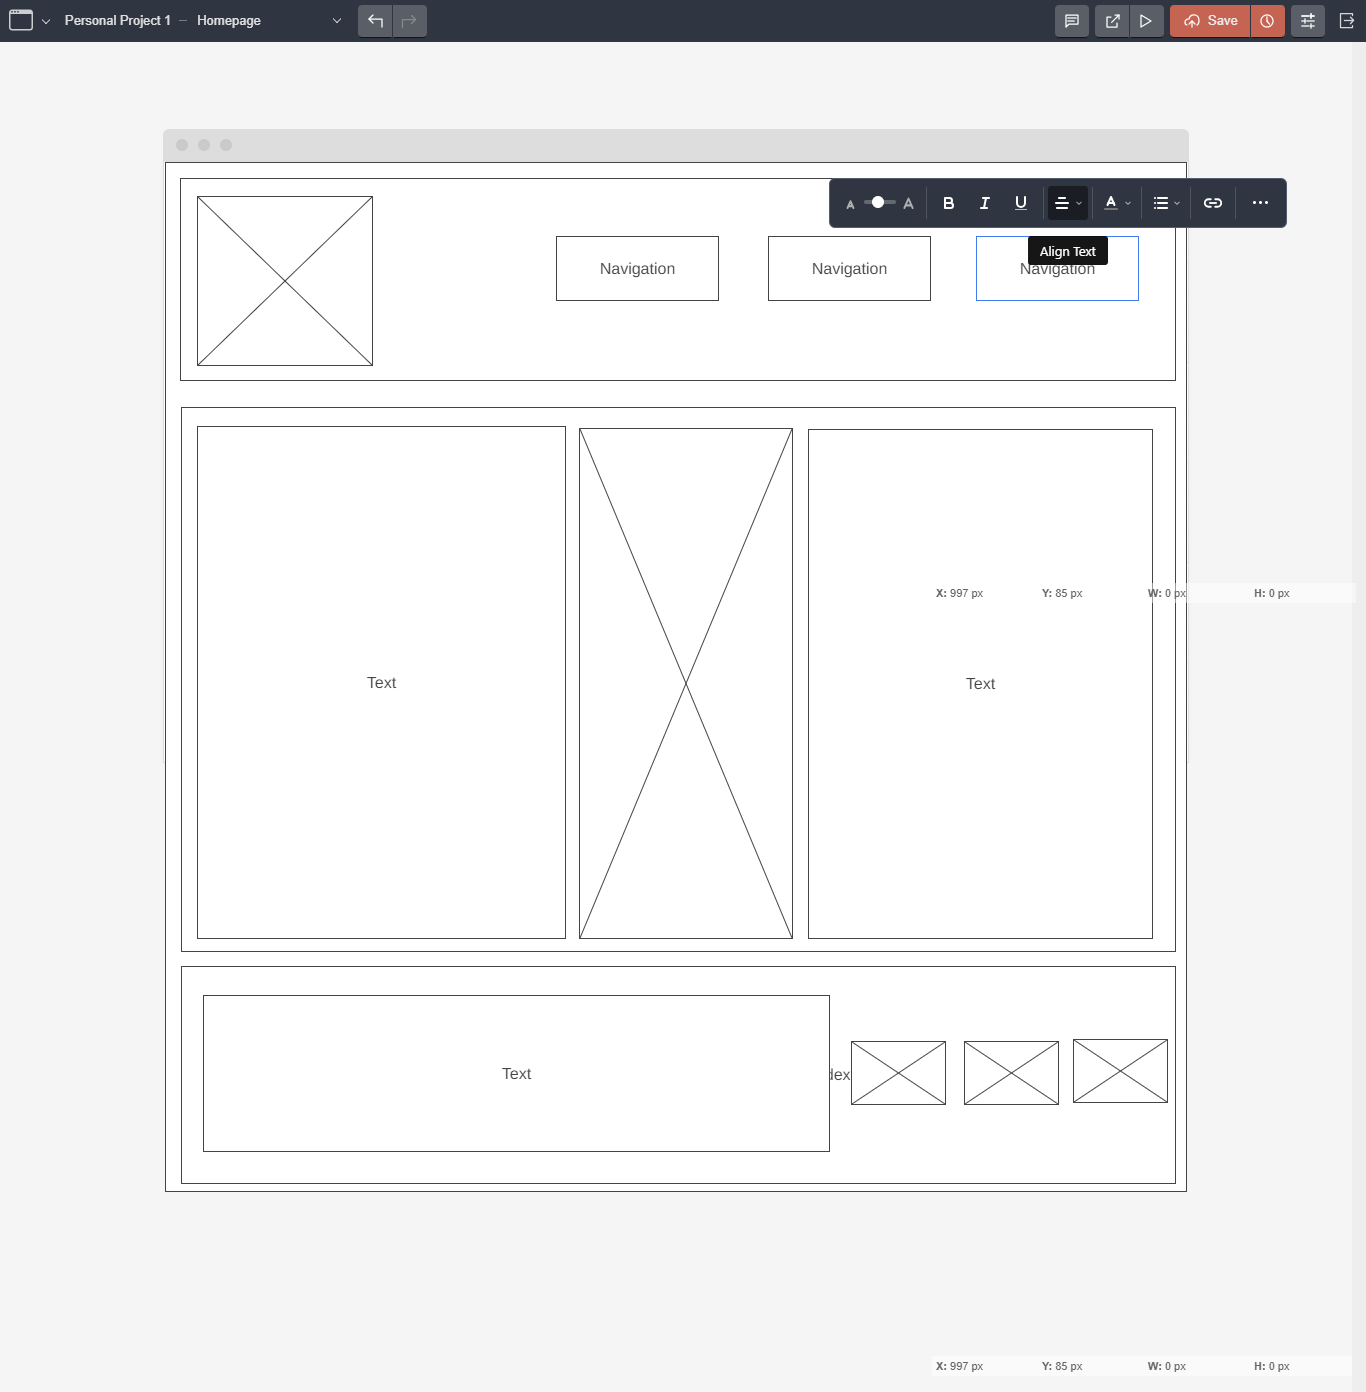 Personal Project 1 – Homepage
Save
A A B I U A
Align Text
Navigation Navigation Navigation
X: 997 px Y: 85 px W: 0 px H: 0 px
Text Text
Text dex
X: 997 px Y: 85 px W: 0 px H: 0 px